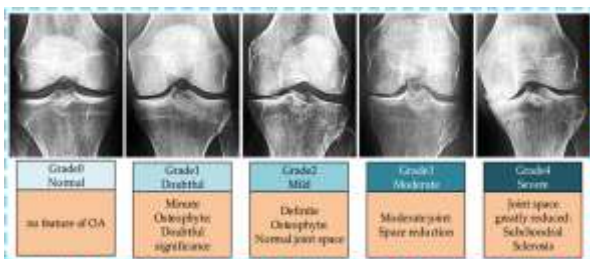 Grade0
Normal
no feature of OA
Grade1
Doubtful
Minute
Osteophyte
Doubtful
significance
Grade2
Mild
Definite
Osteophyte
Normal joint space
Grade3
Moderate
Moderate joint
Space reduction
Grade4
Severe
Joint space
greatly reduced
Subchondral
Sclerosis